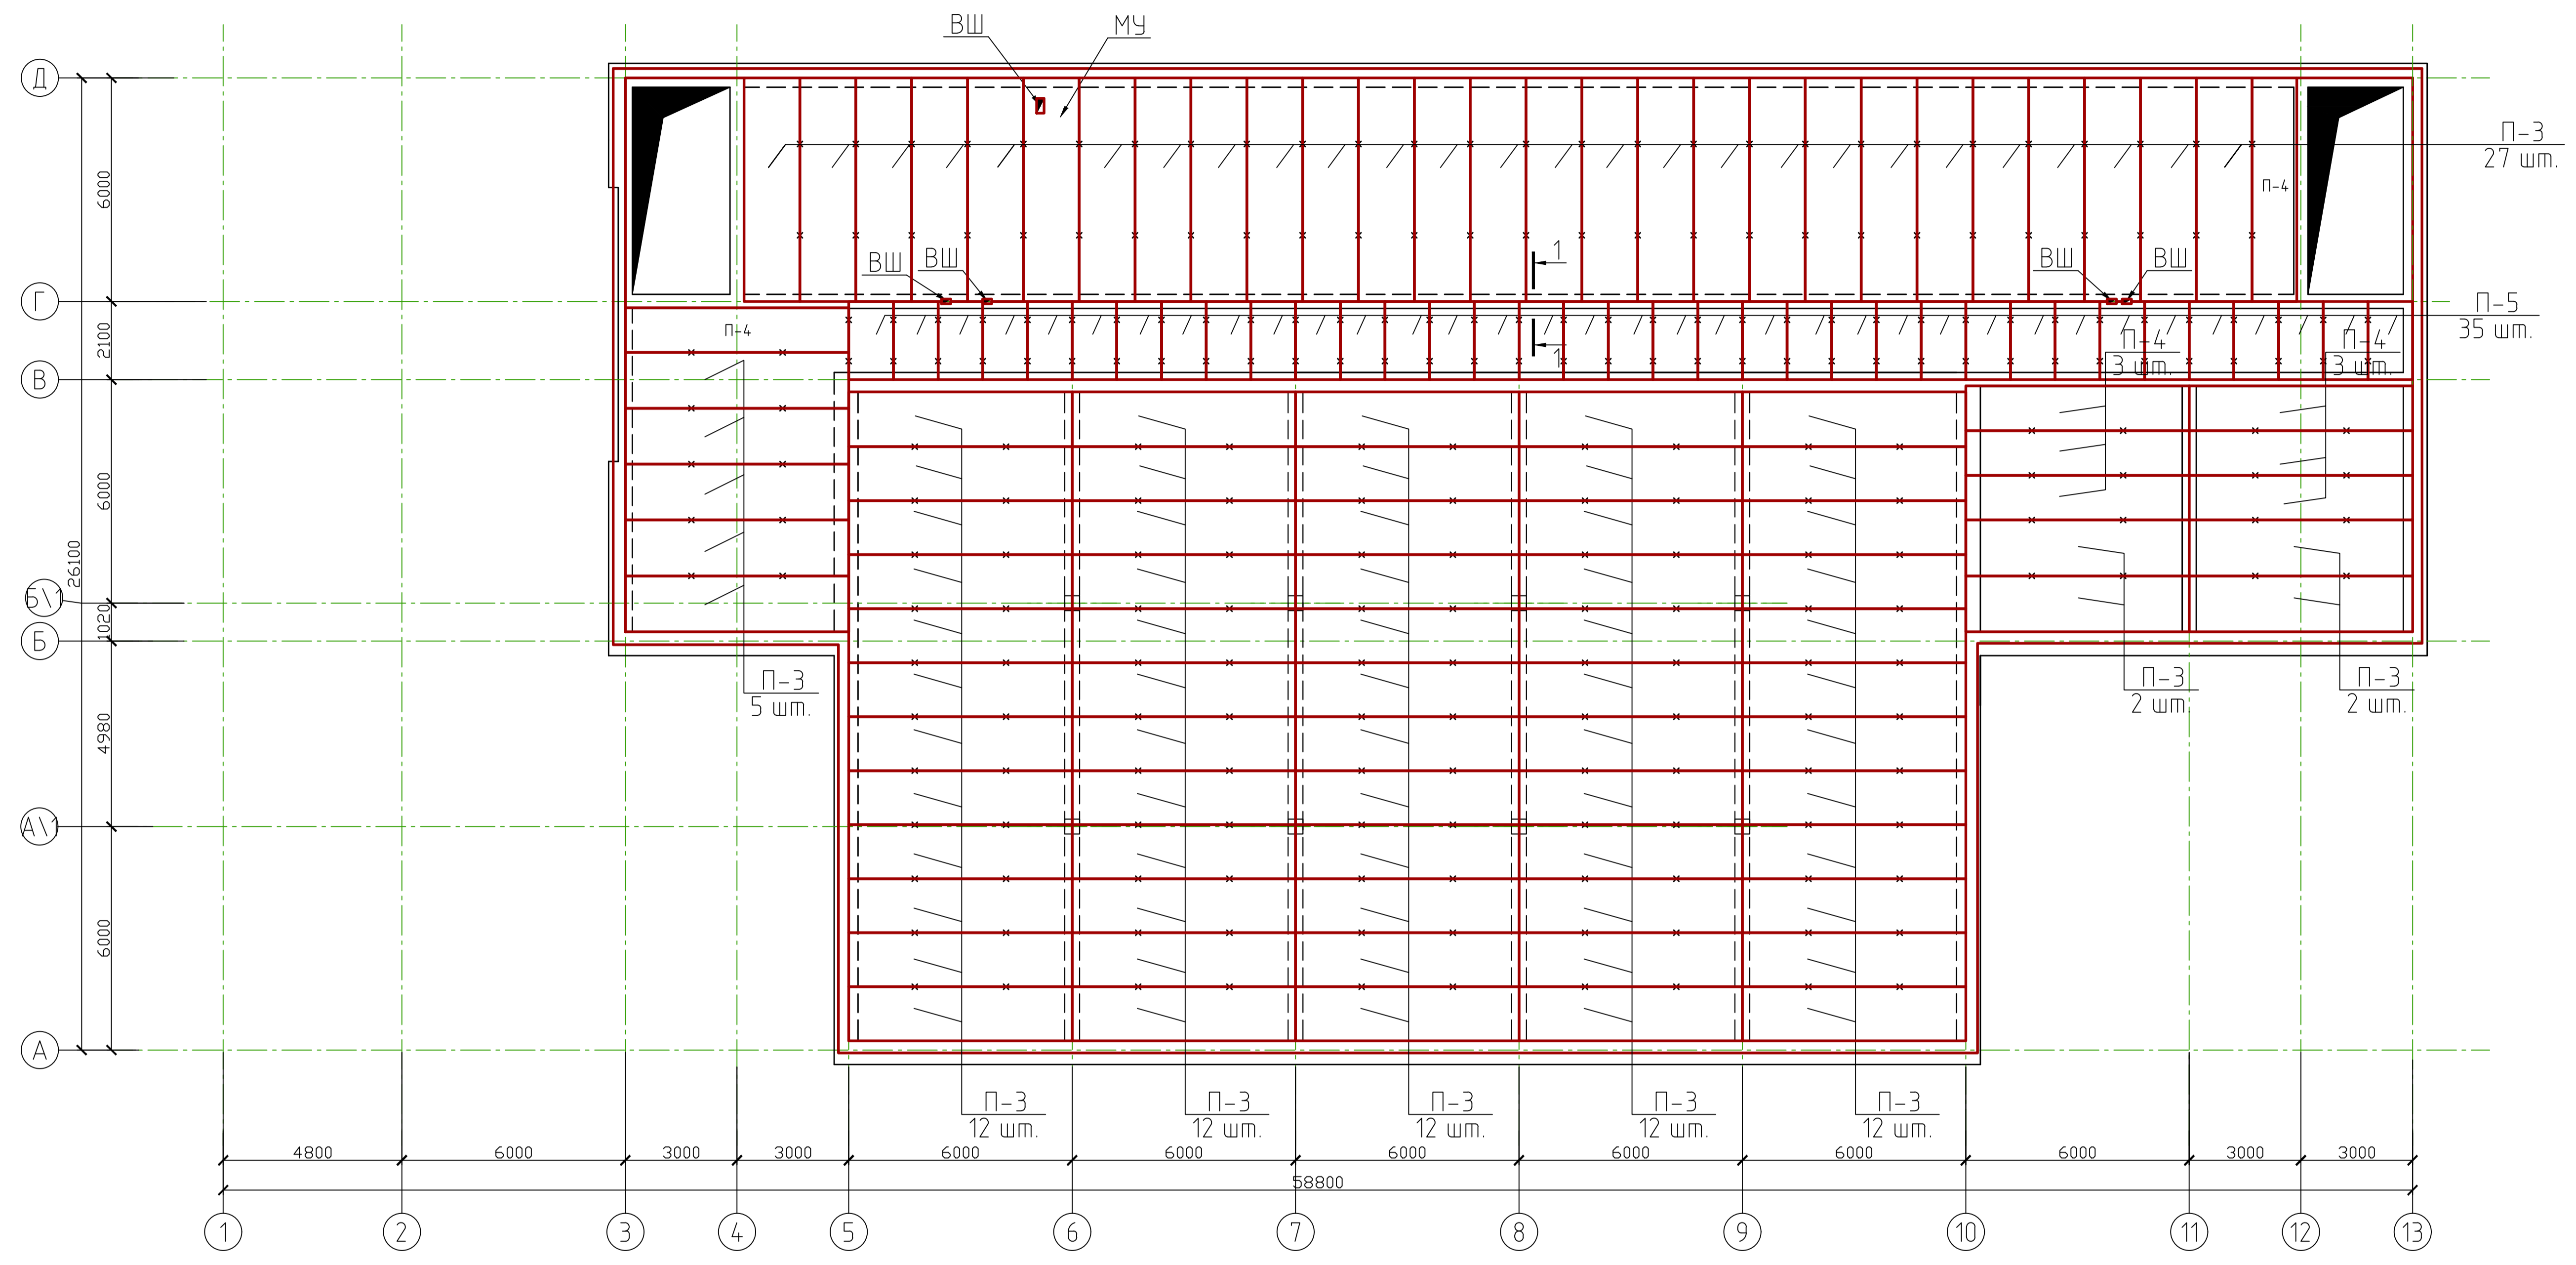 ВШ
МУ
Д
П-3
27 шт.
6000
П-4
1
ВШ
ВШ
ВШ
ВШ
Г
П-5
35 шт.
П-4
2100
1
П-4
3 шт.
П-4
3 шт.
В
6000
26100
Б\1
1020
Б
П-3
5 шт.
П-3
2 шт.
П-3
2 шт.
4980
А\1
6000
А
П-3
12 шт.
П-3
12 шт.
П-3
12 шт.
П-3
12 шт.
П-3
12 шт.
4800 6000 3000 3000 6000 6000 6000 6000 6000 6000 3000 3000
58800
1 2 3 4 5 6 7 8 9 10 11 12 13